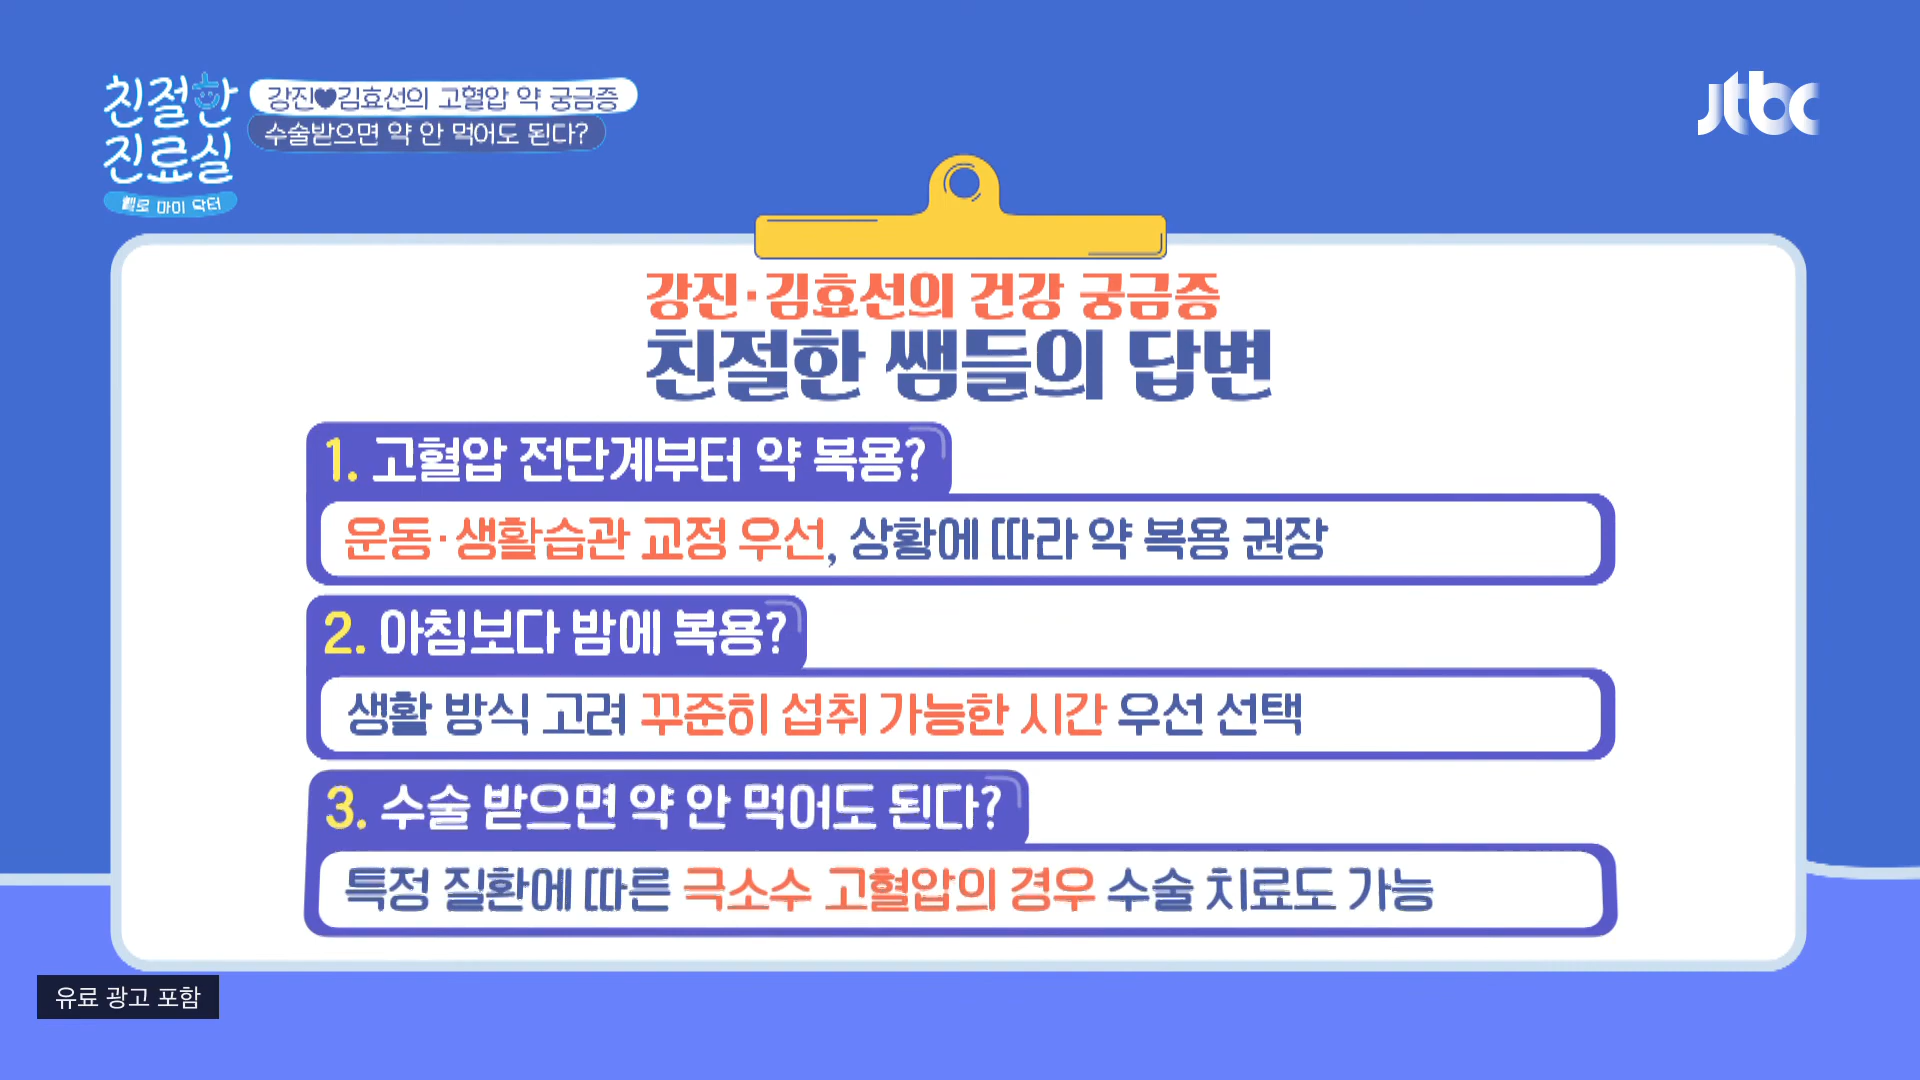 친절한
진료실
헬로 마이 닥터
강진♥김효선의 고혈압 약 궁금증
수술받으면 약 안 먹어도 된다?
jtbc
강진·김효선의 건강 궁금증
친절한 쌤들의 답변
1. 고혈압 전단계부터 약 복용?
운동·생활습관 교정 우선, 상황에 따라 약 복용 권장
2. 아침보다 밤에 복용?
생활 방식 고려 꾸준히 섭취 가능한 시간 우선 선택
3. 수술 받으면 약 안 먹어도 된다?
특정 질환에 따른 극소수 고혈압의 경우 수술 치료도 가능
유료 광고 포함